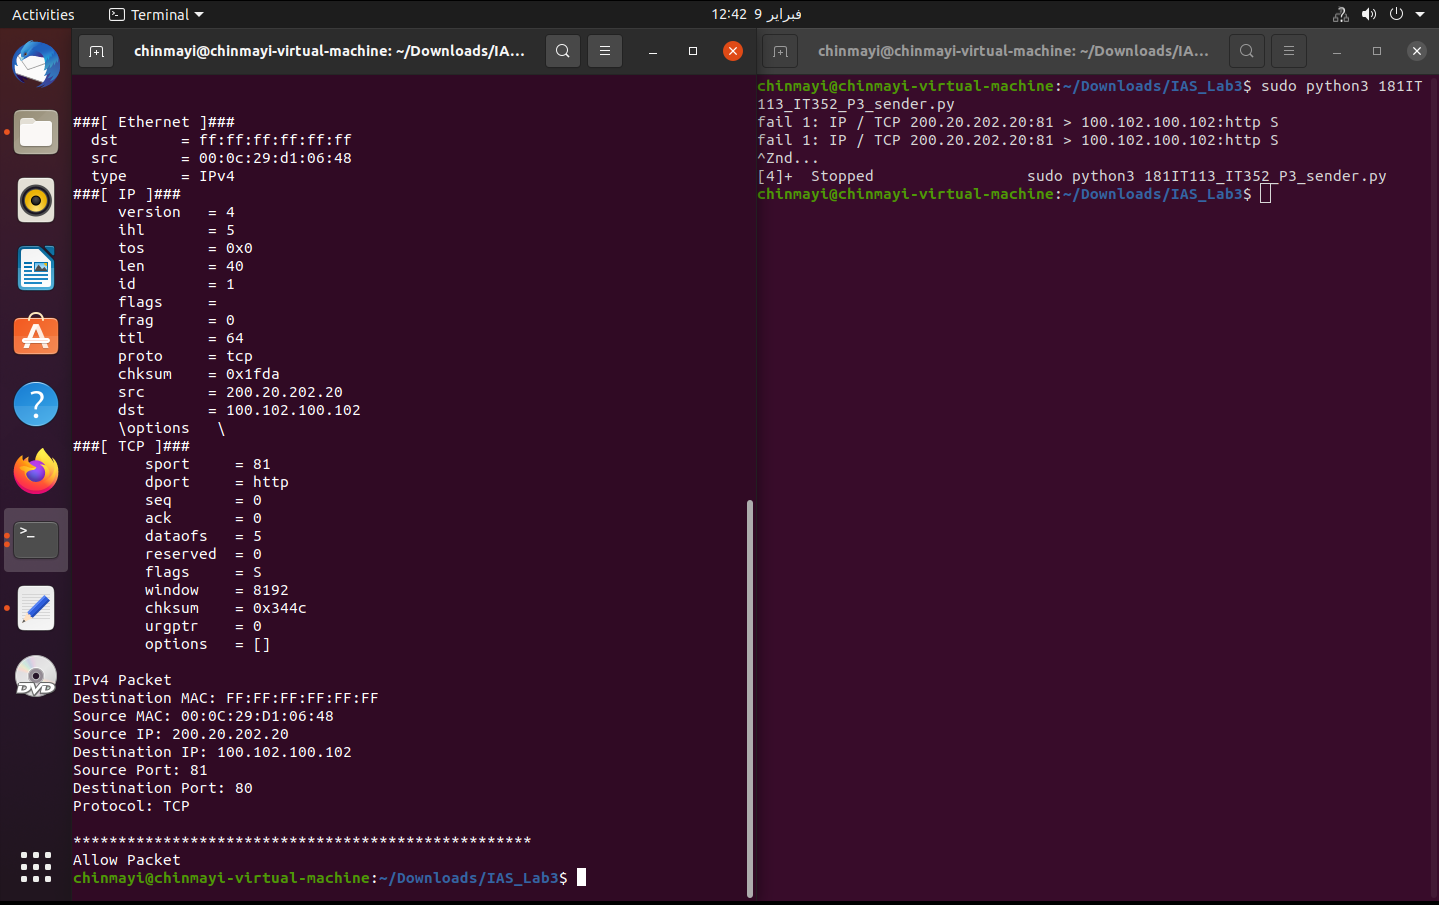 Activities
Terminal
12:42 9 فبراير
chinmayi@chinmayi-virtual-machine: ~/Downloads/IA...
###[ Ethernet ]###
  dst       = ff:ff:ff:ff:ff:ff
  src       = 00:0c:29:d1:06:48
  type      = IPv4
###[ IP ]###
     version   = 4
     ihl       = 5
     tos       = 0x0
     len       = 40
     id        = 1
     flags     =
     frag      = 0
     ttl       = 64
     proto     = tcp
     chksum    = 0x1fda
     src       = 200.20.202.20
     dst       = 100.102.100.102
     \options   \
###[ TCP ]###
        sport     = 81
        dport     = http
        seq       = 0
        ack       = 0
        dataofs   = 5
        reserved  = 0
        flags     = S
        window    = 8192
        chksum    = 0x344c
        urgptr    = 0
        options   = []
IPv4 Packet
Destination MAC: FF:FF:FF:FF:FF:FF
Source MAC: 00:0C:29:D1:06:48
Source IP: 200.20.202.20
Destination IP: 100.102.100.102
Source Port: 81
Destination Port: 80
Protocol: TCP
***************************************************
Allow Packet
chinmayi@chinmayi-virtual-machine:~/Downloads/IAS_Lab3$
chinmayi@chinmayi-virtual-machine: ~/Downloads/IA...
chinmayi@chinmayi-virtual-machine:~/Downloads/IAS_Lab3$ sudo python3 181IT
113_IT352_P3_sender.py
fail 1: IP / TCP 200.20.202.20:81 > 100.102.100.102:http S
fail 1: IP / TCP 200.20.202.20:81 > 100.102.100.102:http S
^Znd...
[4]+  Stopped                 sudo python3 181IT113_IT352_P3_sender.py
chinmayi@chinmayi-virtual-machine:~/Downloads/IAS_Lab3$
DVD